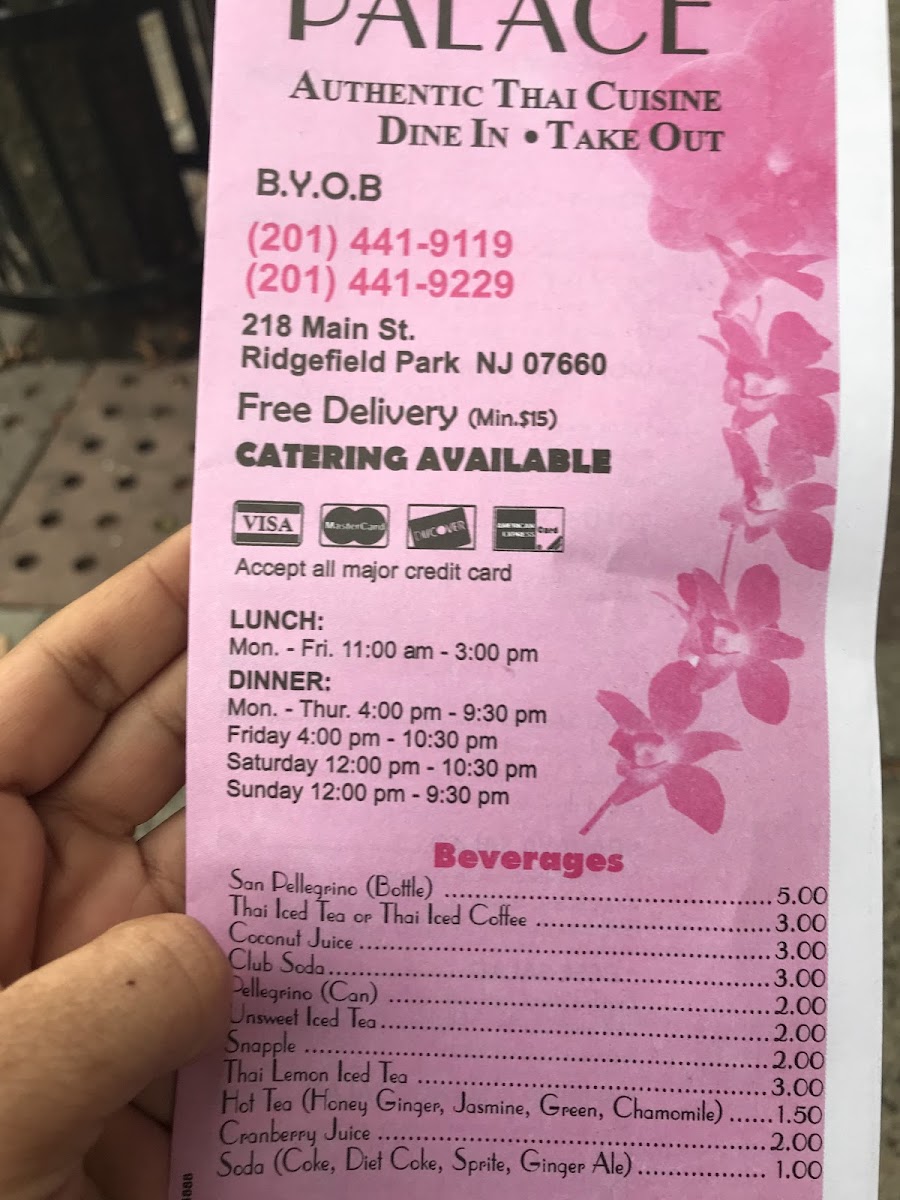 PALACE
AUTHENTIC THAI CUISINE
DINE IN • TAKE OUT
B.Y.O.B
(201) 441-9119
(201) 441-9229
218 Main St.
Ridgefield Park NJ 07660
Free Delivery (Min.$15)
CATERING AVAILABLE
VISA MasterCard DISCOVER AMERICAN EXPRESS Card
Accept all major credit card
LUNCH:
Mon. - Fri. 11:00 am - 3:00 pm
DINNER:
Mon. - Thur. 4:00 pm - 9:30 pm
Friday 4:00 pm - 10:30 pm
Saturday 12:00 pm - 10:30 pm
Sunday 12:00 pm - 9:30 pm
Beverages
San Pellegrino (Bottle) ........ 5.00
Thai Iced Tea or Thai Iced Coffee ........ 3.00
Coconut Juice ........ 3.00
Club Soda ........ 3.00
Pellegrino (Can) ........ 2.00
Unsweet Iced Tea ........ 2.00
Snapple ........ 2.00
Thai Lemon Iced Tea ........ 3.00
Hot Tea (Honey Ginger, Jasmine, Green, Chamomile) ...... 1.50
Cranberry Juice ........ 2.00
Soda (Coke, Diet Coke, Sprite, Ginger Ale) ........ 1.00